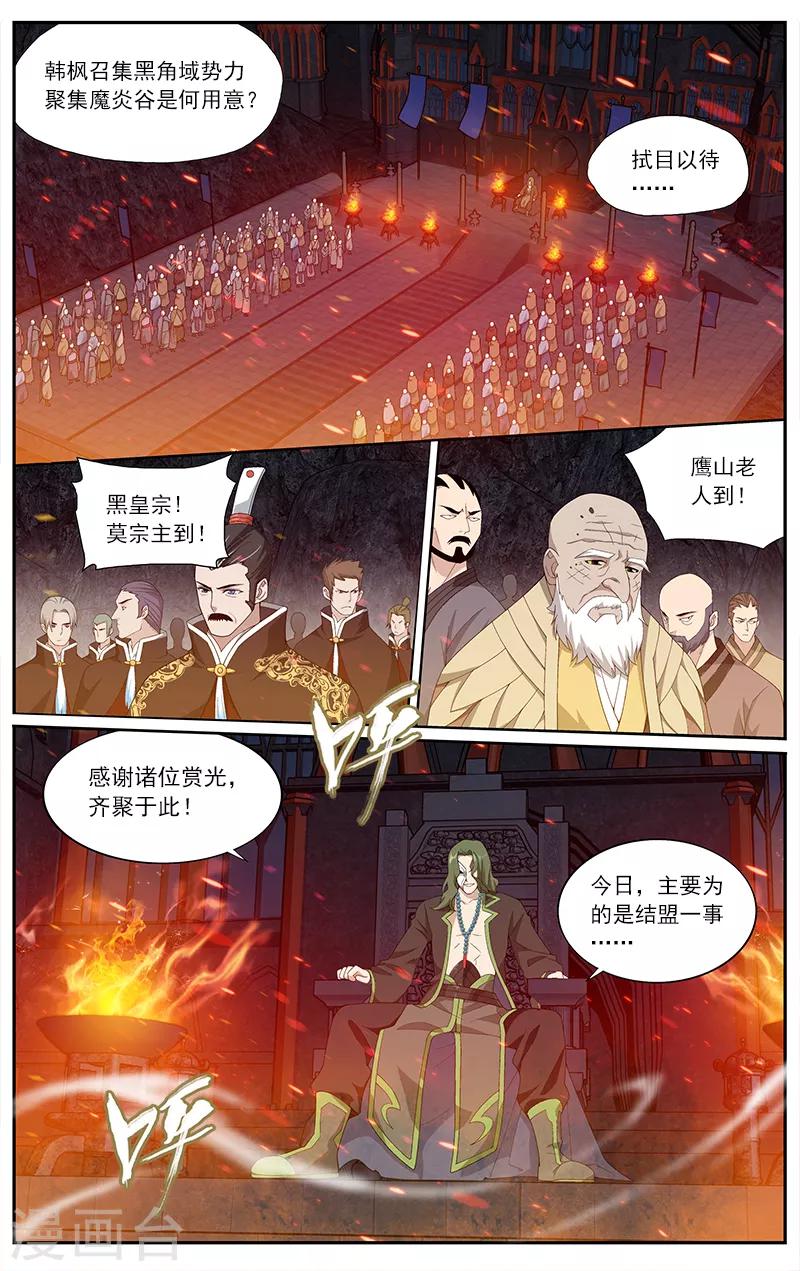 韩枫召集黑角域势力
聚集魔炎谷是何用意？
拭目以待
……
黑皇宗！
莫宗主到！
鹰山老
人到！
呯
感谢诸位赏光，
齐聚于此！
今日，主要为
的是结盟一事
……
呯
漫画台